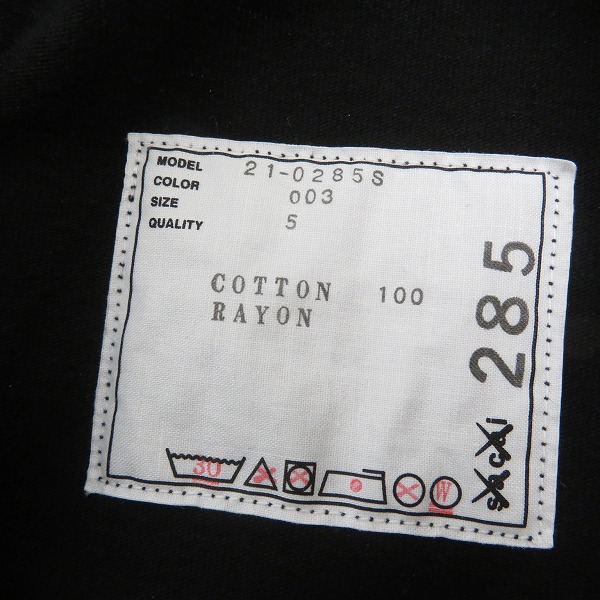 MODEL 21-0285S
COLOR 003
SIZE 5
QUALITY
COTTON 100
RAYON
285
sacai
30
W